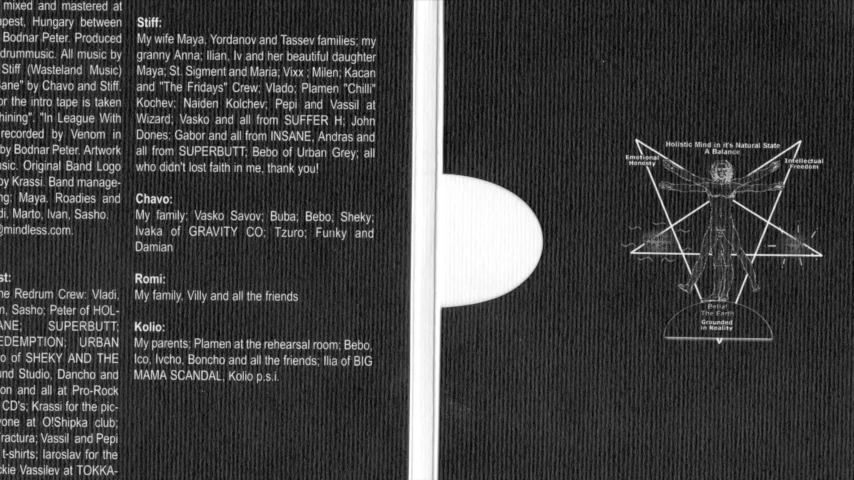 mixed and mastered at
apest, Hungary between
Bodnar Peter. Produced
drummusic. All music by
Stiff (Wasteland Music)
ane" by Chavo and Stiff.
or the intro tape is taken
hining". "In League With
recorded by Venom in
by Bodnar Peter. Artwork
usic. Original Band Logo
by Krassi. Band manage-
ng: Maya. Roadies and
di, Marto, Ivan, Sasho.
@mindless.com.
st:
he Redrum Crew: Vladi,
n, Sasho; Peter of HOL-
ANE; SUPERBUTT;
EDEMPTION; URBAN
o of SHEKY AND THE
und Studio, Dancho and
on and all at Pro-Rock
CD's; Krassi for the pic-
yone at O!Shipka club;
ractura; Vassil and Pepi
t-shirts; Iaroslav for the
ckie Vassilev at TOKKA-
Stiff:
My wife Maya, Yordanov and Tassev families; my
granny Anna; Ilian, Iv and her beautiful daughter
Maya; St. Sigment and Maria; Vixx ; Milen; Kacan
and "The Fridays" Crew; Vlado; Plamen "Chilli"
Kochev; Naiden Kolchev; Pepi and Vassil at
Wizard; Vasko and all from SUFFER H; John
Dones; Gabor and all from INSANE, Andras and
all from SUPERBUTT; Bebo of Urban Grey; all
who didn't lost faith in me, thank you!
Chavo:
My family; Vasko Savov; Buba; Bebo; Sheky;
Ivaka of GRAVITY CO; Tzuro; Funky and
Damian
Romi:
My family, Villy and all the friends
Kolio:
My parents; Plamen at the rehearsal room; Bebo,
Ico, Ivcho, Boncho and all the friends; Ilia of BIG
MAMA SCANDAL, Kolio p.s.i.
Holistic Mind in it's Natural State
A Balance
Emotional
Honesty
Intellectual
Freedom
The Earth
Grounded
in Reality